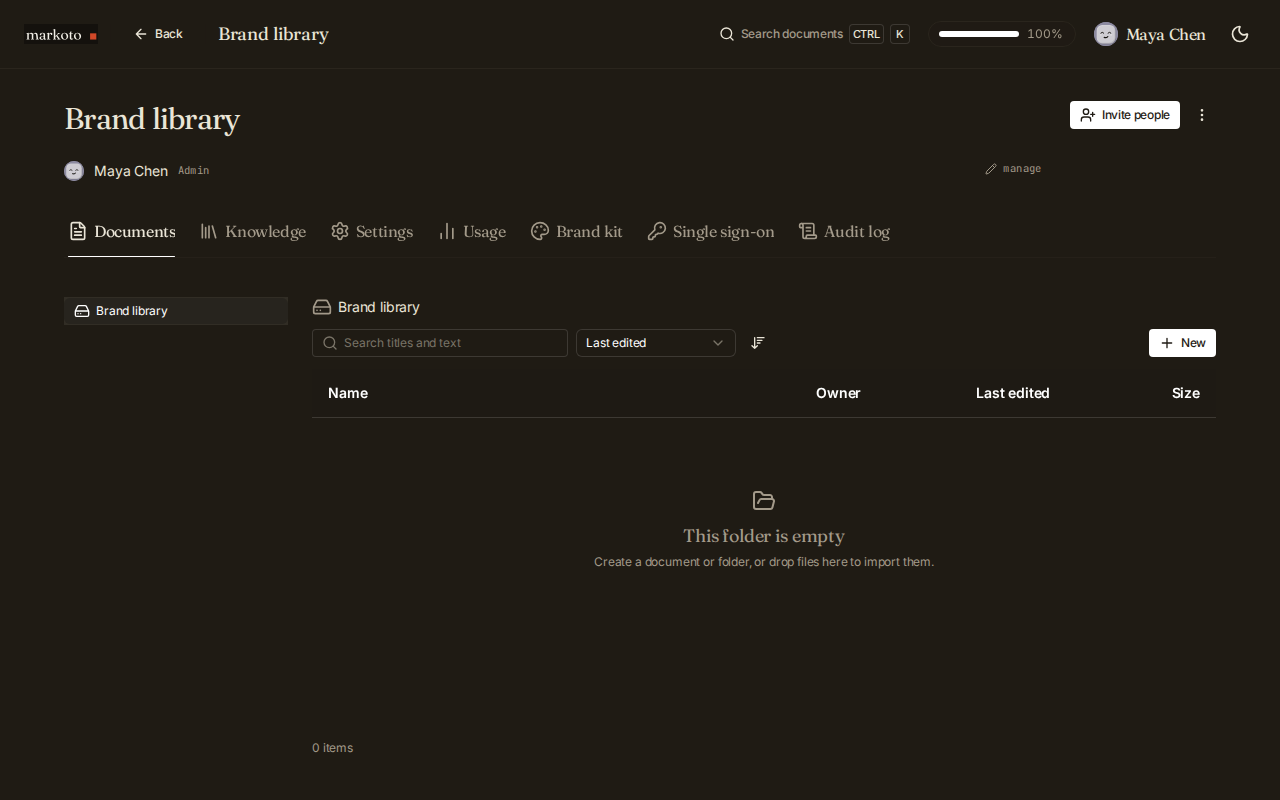 markoto
Back
Brand library
Search documents CTRL K
100%
Maya Chen
Brand library
Invite people
Maya Chen Admin
manage
Documents
Knowledge
Settings
Usage
Brand kit
Single sign-on
Audit log
Brand library
Brand library
Search titles and text
Last edited
New
Name
Owner
Last edited
Size
This folder is empty
Create a document or folder, or drop files here to import them.
0 items